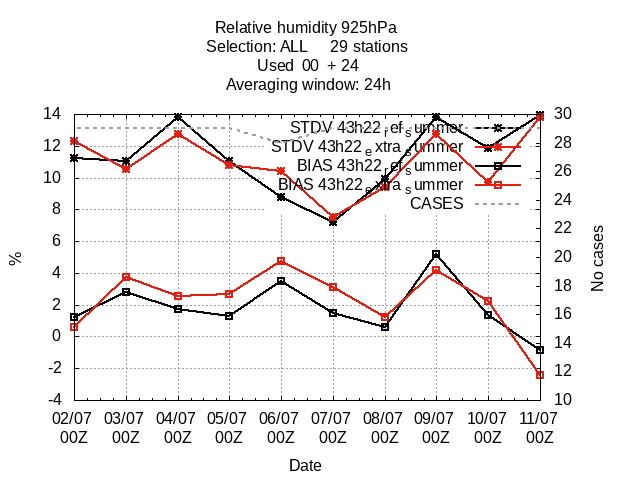 Relative humidity 925hPa
Selection: ALL 29 stations
Used 00 + 24
Averaging window: 24h
14
12
10
8
6
4
2
0
-2
-4
%
30
28
26
24
22
20
18
16
14
12
10
No cases
STDV 43h22_ref_summer
STDV 43h22_extra_summer
BIAS 43h22_ref_summer
BIAS 43h22_extra_summer
CASES
02/07 03/07 04/07 05/07 06/07 07/07 08/07 09/07 10/07 11/07
00Z 00Z 00Z 00Z 00Z 00Z 00Z 00Z 00Z 00Z
Date